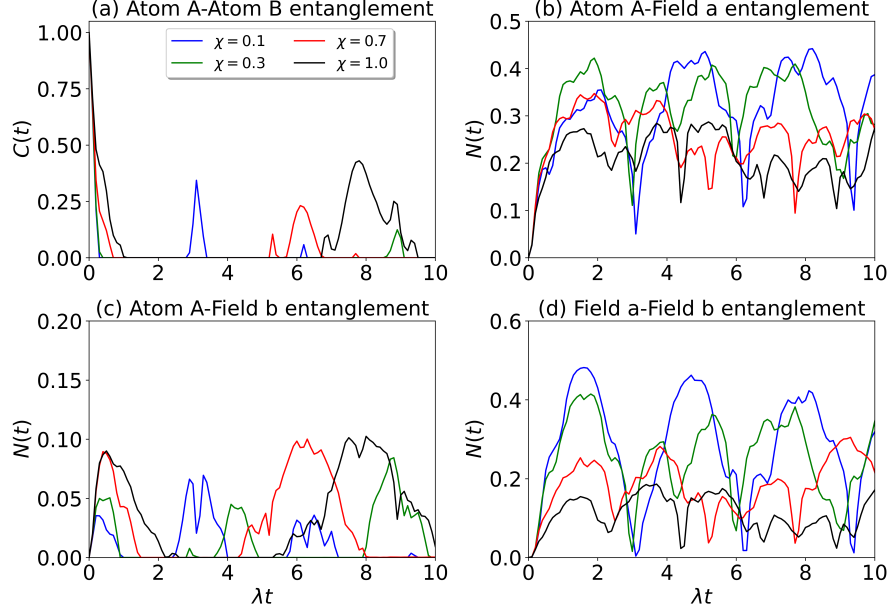 (a) Atom A-Atom B entanglement
C(t)
1.00
0.75
0.50
0.25
0.00
0 2 4 6 8 10
χ = 0.1
χ = 0.3
χ = 0.7
χ = 1.0
(b) Atom A-Field a entanglement
N(t)
0.5
0.4
0.3
0.2
0.1
0.0
0 2 4 6 8 10
(c) Atom A-Field b entanglement
N(t)
0.20
0.15
0.10
0.05
0.00
0 2 4 6 8 10
λt
(d) Field a-Field b entanglement
N(t)
0.6
0.4
0.2
0.0
0 2 4 6 8 10
λt